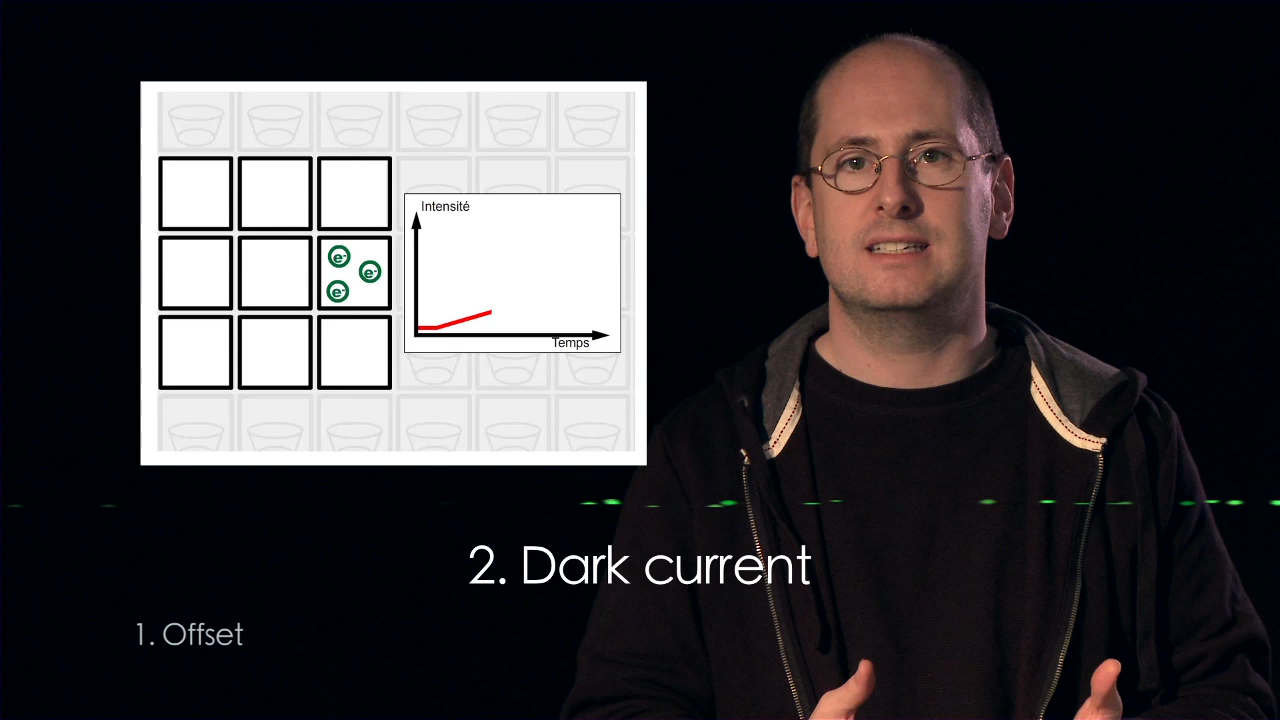 Intensité
e-
e-
e-
Temps
2. Dark current
1. Offset